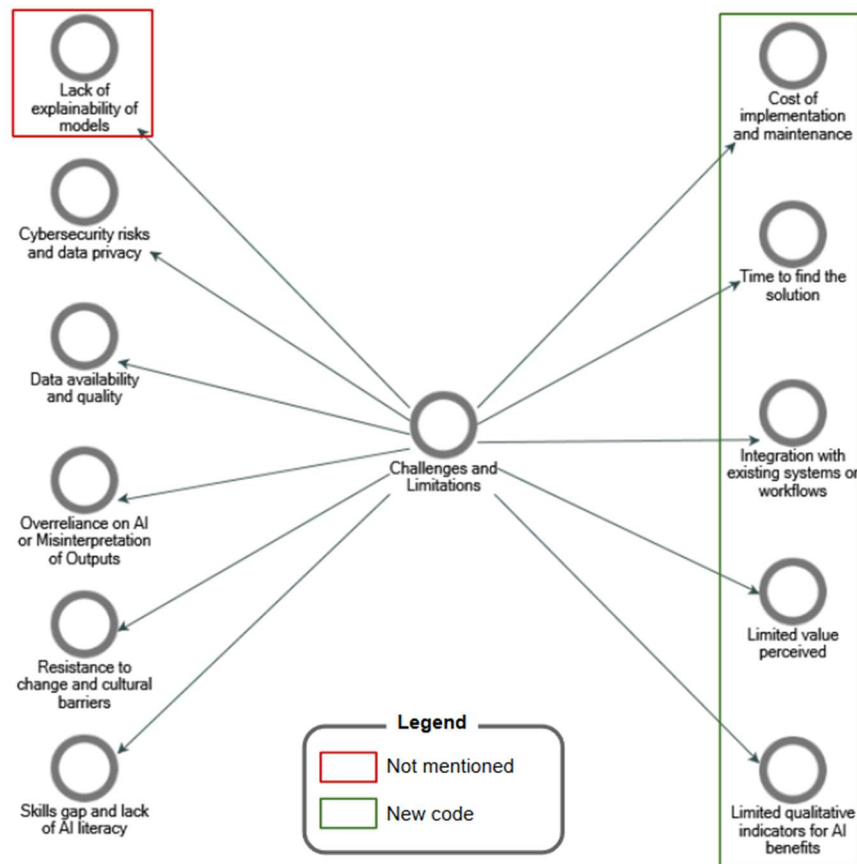 Lack of
explainability of
models
Cybersecurity risks
and data privacy
Data availability
and quality
Overreliance on AI
or Misinterpretation
of Outputs
Resistance to
change and cultural
barriers
Skills gap and lack
of AI literacy
Challenges and
Limitations
Cost of
implementation
and maintenance
Time to find the
solution
Integration with
existing systems or
workflows
Limited value
perceived
Limited qualitative
indicators for AI
benefits
Legend
Not mentioned
New code